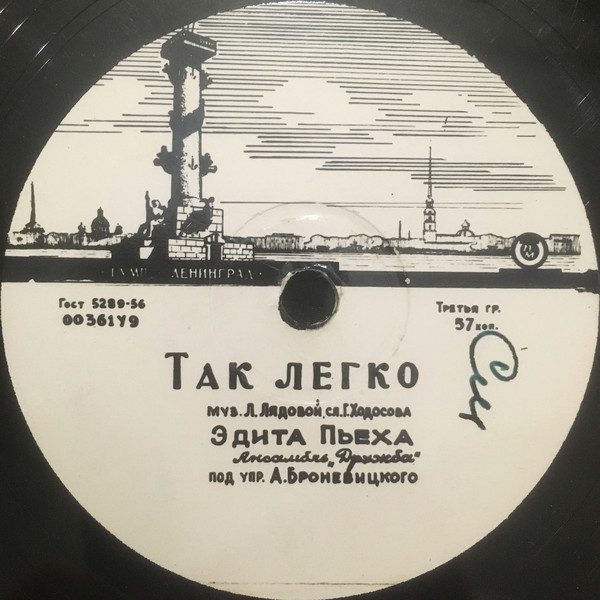 ГУМП · ЛЕНИНГРАД ·
Гост 5289-56
0036179
Третья гр.
57 коп.
Так легко
муз. Л. Лядовой, сл. Г. Ходосова
Эдита Пьеха
Ансамбль „Дружба"
под упр. А. Броневицкого